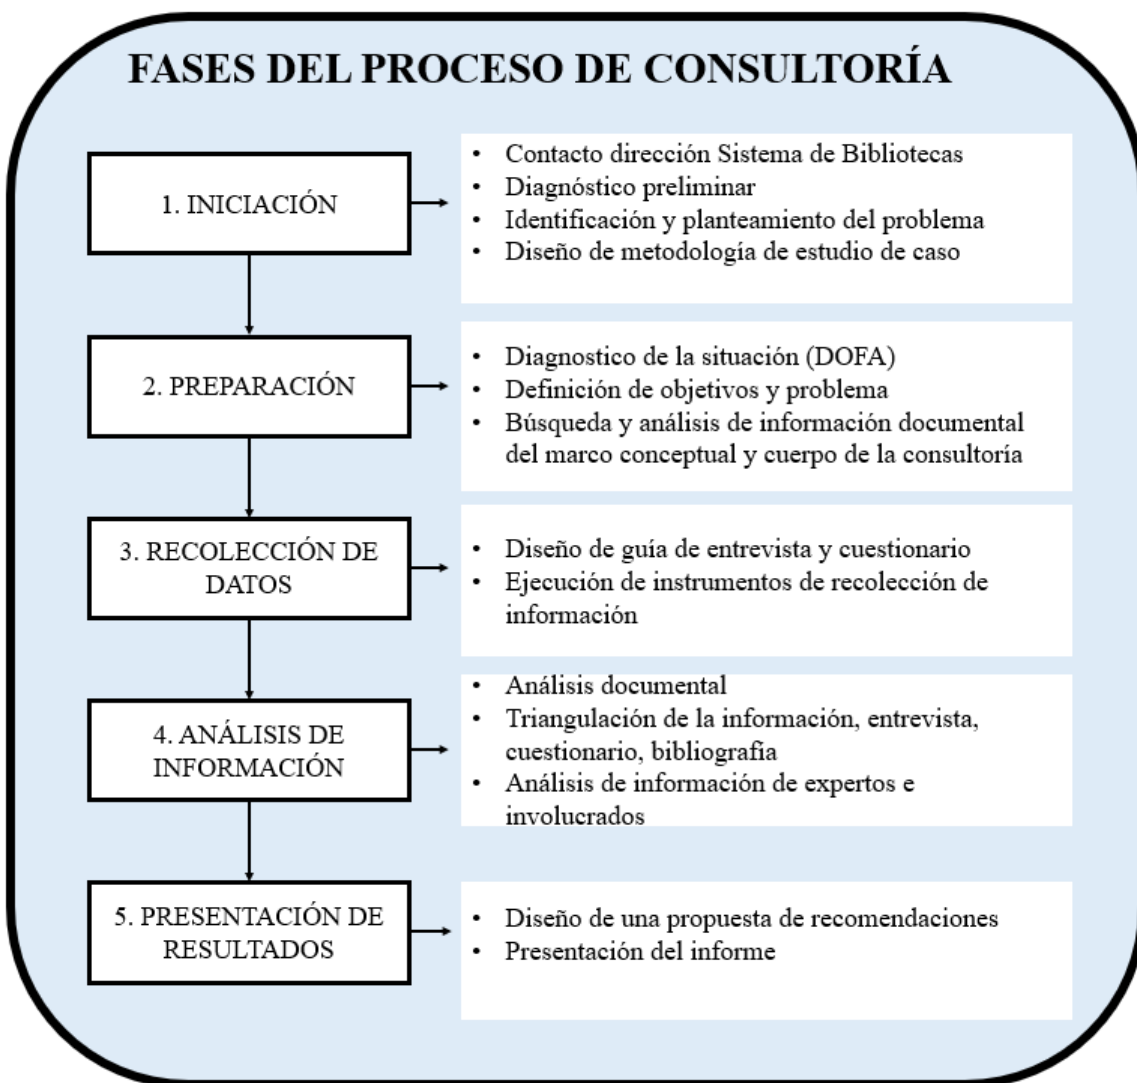 FASES DEL PROCESO DE CONSULTORÍA
1. INICIACIÓN
• Contacto dirección Sistema de Bibliotecas
• Diagnóstico preliminar
• Identificación y planteamiento del problema
• Diseño de metodología de estudio de caso
2. PREPARACIÓN
• Diagnostico de la situación (DOFA)
• Definición de objetivos y problema
• Búsqueda y análisis de información documental
del marco conceptual y cuerpo de la consultoría
3. RECOLECCIÓN DE
DATOS
• Diseño de guía de entrevista y cuestionario
• Ejecución de instrumentos de recolección de
información
4. ANÁLISIS DE
INFORMACIÓN
• Análisis documental
• Triangulación de la información, entrevista,
cuestionario, bibliografía
• Análisis de información de expertos e
involucrados
5. PRESENTACIÓN DE
RESULTADOS
• Diseño de una propuesta de recomendaciones
• Presentación del informe